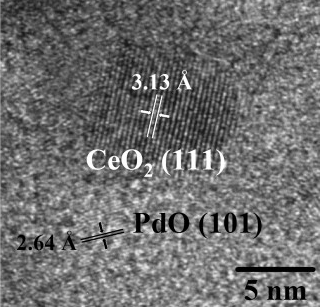 3.13 Å
CeO₂ (111)
PdO (101)
2.64 Å
5 nm